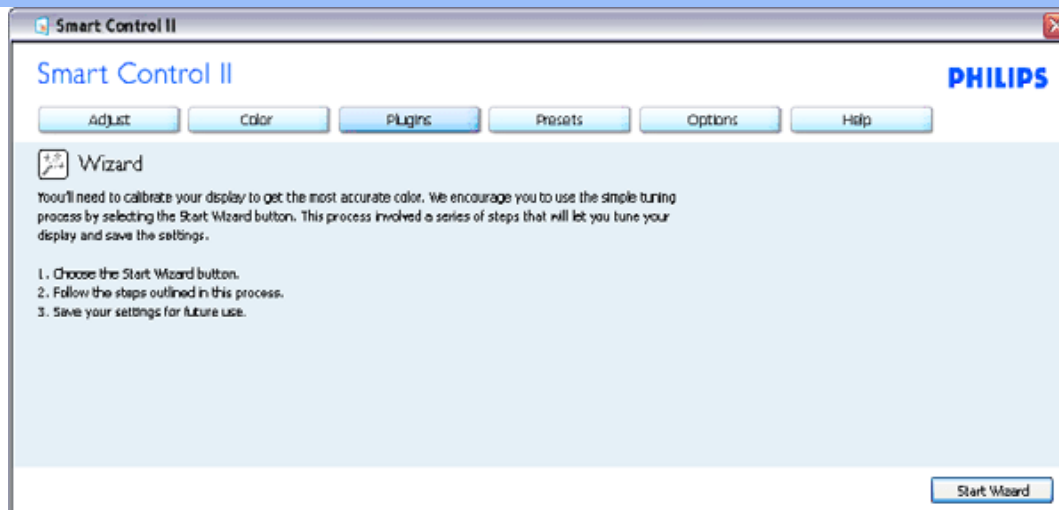 Smart Control II
Smart Control II
PHILIPS
Adjust Color Plugins Presets Options Help
Wizard
Yoou'll need to calibrate your display to get the most accurate color. We encourage you to use the simple tuning
process by selecting the Start Wizard button. This process involved a series of steps that will let you tune your
display and save the settings.
1. Choose the Start Wizard button.
2. Follow the steps outlined in this process.
3. Save your settings for future use.
Start Wizard